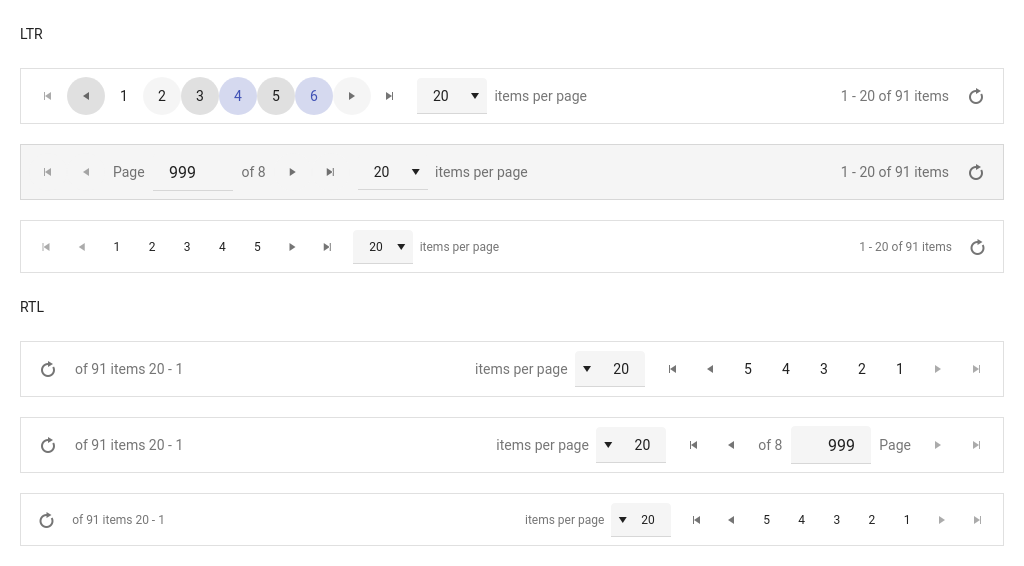 LTR
1 2 3 4 5 6 20 items per page 1 - 20 of 91 items
Page 999 of 8 20 items per page 1 - 20 of 91 items
1 2 3 4 5 20 items per page 1 - 20 of 91 items
RTL
of 91 items 20 - 1 items per page 20 5 4 3 2 1
of 91 items 20 - 1 items per page 20 of 8 999 Page
of 91 items 20 - 1 items per page 20 5 4 3 2 1